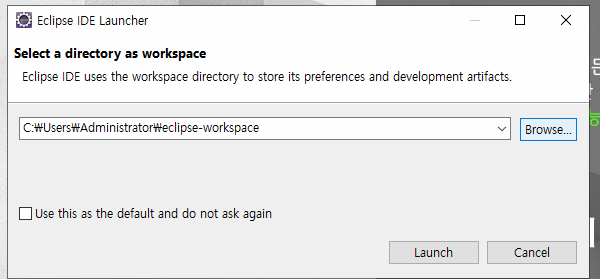 Eclipse IDE Launcher
Select a directory as workspace
Eclipse IDE uses the workspace directory to store its preferences and development artifacts.
C:₩Users₩Administrator₩eclipse-workspace
Browse...
Use this as the default and do not ask again
Launch
Cancel